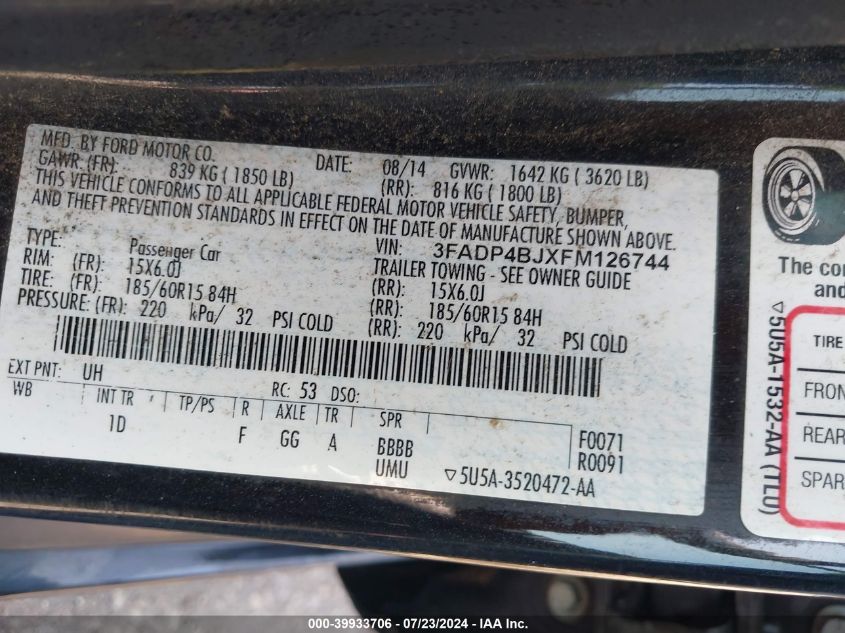 MFD. BY FORD MOTOR CO. DATE: 08/14 GVWR: 1642 KG ( 3620 LB)
GAWR: (FR): 839 KG ( 1850 LB) (RR): 816 KG ( 1800 LB)
THIS VEHICLE CONFORMS TO ALL APPLICABLE FEDERAL MOTOR VEHICLE SAFETY, BUMPER,
AND THEFT PREVENTION STANDARDS IN EFFECT ON THE DATE OF MANUFACTURE SHOWN ABOVE.
VIN: 3FADP4BJXFM126744
TYPE: Passenger Car TRAILER TOWING - SEE OWNER GUIDE
RIM: (FR): 15X6.0J (RR): 15X6.0J
TIRE: (FR): 185/60R15 84H (RR): 185/60R15 84H
PRESSURE: (FR): 220 kPa/ 32 PSI COLD (RR): 220 kPa/ 32 PSI COLD
EXT PNT: UH RC: 53 DSO:
WB INT TR TP/PS R AXLE TR SPR
1D F GG A BBBB F0071
UMU R0091
▽5U5A-3520472-AA
The
and
▽5U5A-1532-AA (TL0)
TIRE
FRON
REAR
SPAR
000-39933706 - 07/23/2024 - IAA Inc.